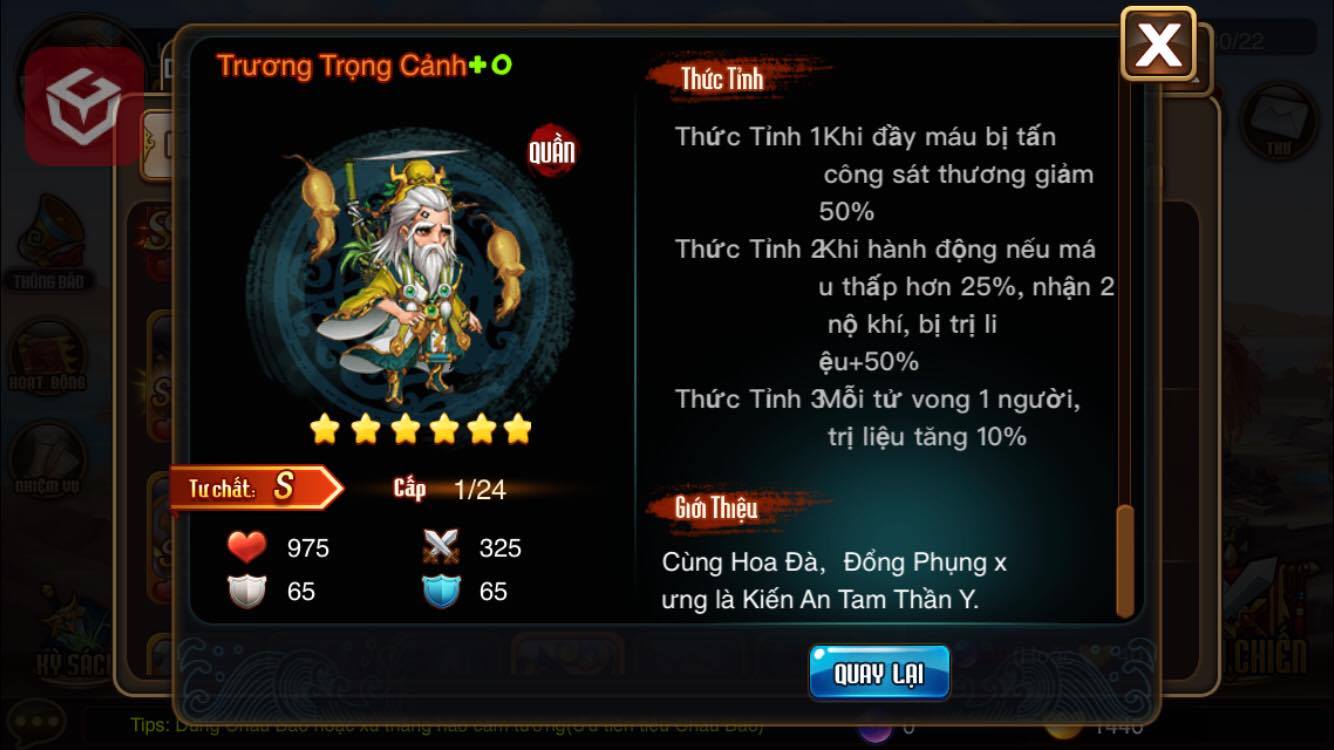 Trương Trọng Cảnh+0
QUẦN
Tư chất: S
Cấp 1/24
975
325
65
65
Thức Tỉnh
Thức Tỉnh 1Khi đầy máu bị tấn
công sát thương giảm
50%
Thức Tỉnh 2Khi hành động nếu má
u thấp hơn 25%, nhận 2
nộ khí, bị trị li
ệu+50%
Thức Tỉnh 3Mỗi tử vong 1 người,
trị liệu tăng 10%
Giới Thiệu
Cùng Hoa Đà, Đổng Phụng x
ưng là Kiến An Tam Thần Y.
QUAY LẠI
X
THÔNG BÁO
HOẠT ĐỘNG
NHIỆM VỤ
THƯ
0/22
CHIẾN
Tips:
1440